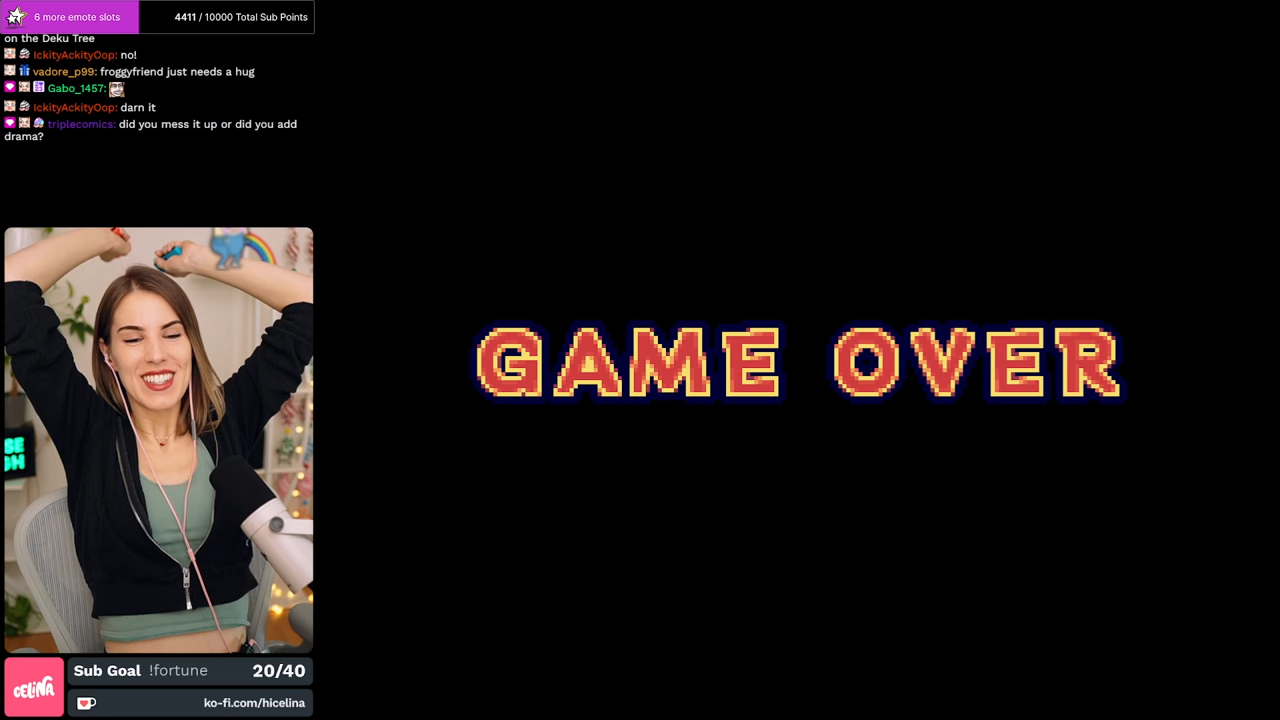 6 more emote slots
4411 / 10000 Total Sub Points
on the Deku Tree
IckityAckityOop: no!
vadore_p99: froggyfriend just needs a hug
Gabo_1457:
IckityAckityOop: darn it
triplecomics: did you mess it up or did you add
drama?
GAME OVER
CELINA
Sub Goal !fortune 20/40
ko-fi.com/hicelina